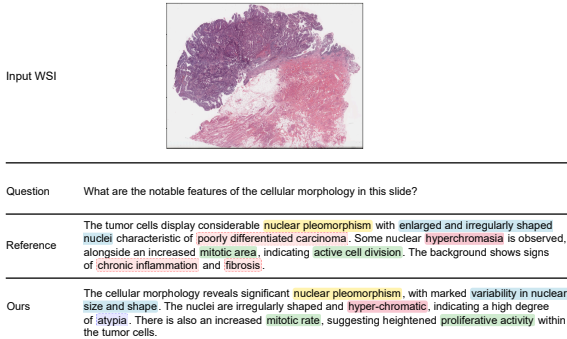 Input WSI
Question
What are the notable features of the cellular morphology in this slide?
Reference
The tumor cells display considerable nuclear pleomorphism with enlarged and irregularly shaped
nuclei characteristic of poorly differentiated carcinoma. Some nuclear hyperchromasia is observed,
alongside an increased mitotic area, indicating active cell division. The background shows signs
of chronic inflammation and fibrosis.
Ours
The cellular morphology reveals significant nuclear pleomorphism, with marked variability in nuclear
size and shape. The nuclei are irregularly shaped and hyper-chromatic, indicating a high degree
of atypia. There is also an increased mitotic rate, suggesting heightened proliferative activity within
the tumor cells.